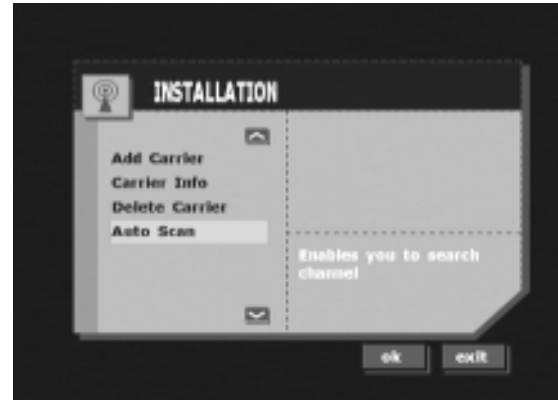 INSTALLATION
Add Carrier
Carrier Info
Delete Carrier
Auto Scan
Enables you to search
channel
ok
exit